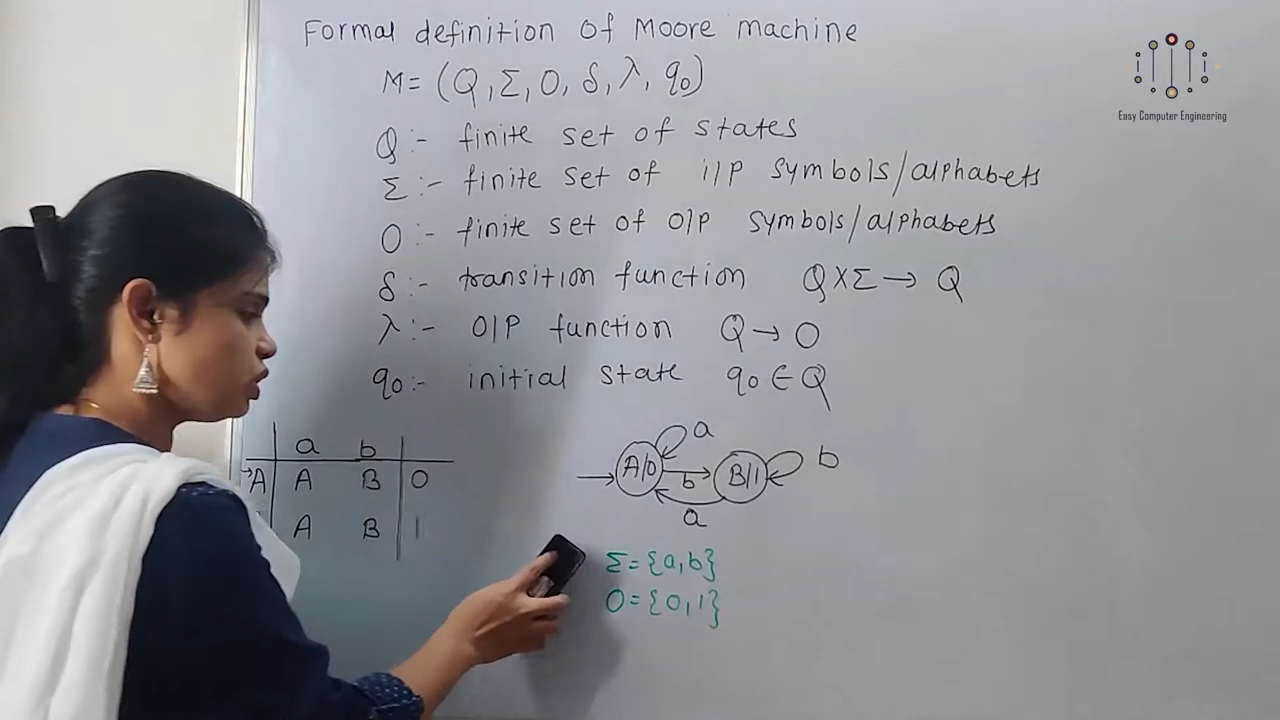 Formal definition of Moore machine
M = (Q, Σ, O, δ, λ, q0)
Q :- finite set of states
Σ :- finite set of i/p symbols/alphabets
O :- finite set of O/P symbols/alphabets
δ :- transition function Q X Σ → Q
λ :- O/P function Q → O
q0 :- initial state q0 ∈ Q
a b
→A A B 0
A B 1
a
A/0 b B/1 b
a
Σ = {a, b}
O = {0, 1}
Easy Computer Engineering